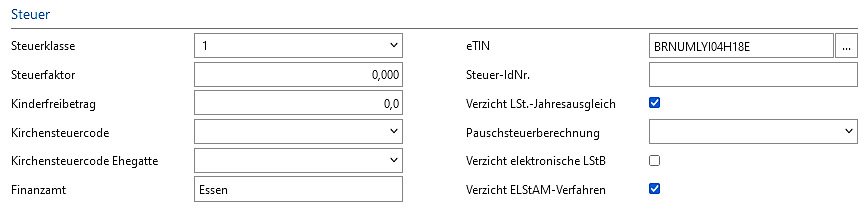 Steuer
Steuerklasse 1
eTIN BRNUMLYI04H18E ...
Steuerfaktor 0,000
Steuer-IdNr.
Kinderfreibetrag 0,0
Verzicht LSt.-Jahresausgleich
Kirchensteuercode
Pauschsteuerberechnung
Kirchensteuercode Ehegatte
Verzicht elektronische LStB
Finanzamt Essen
Verzicht ELStAM-Verfahren